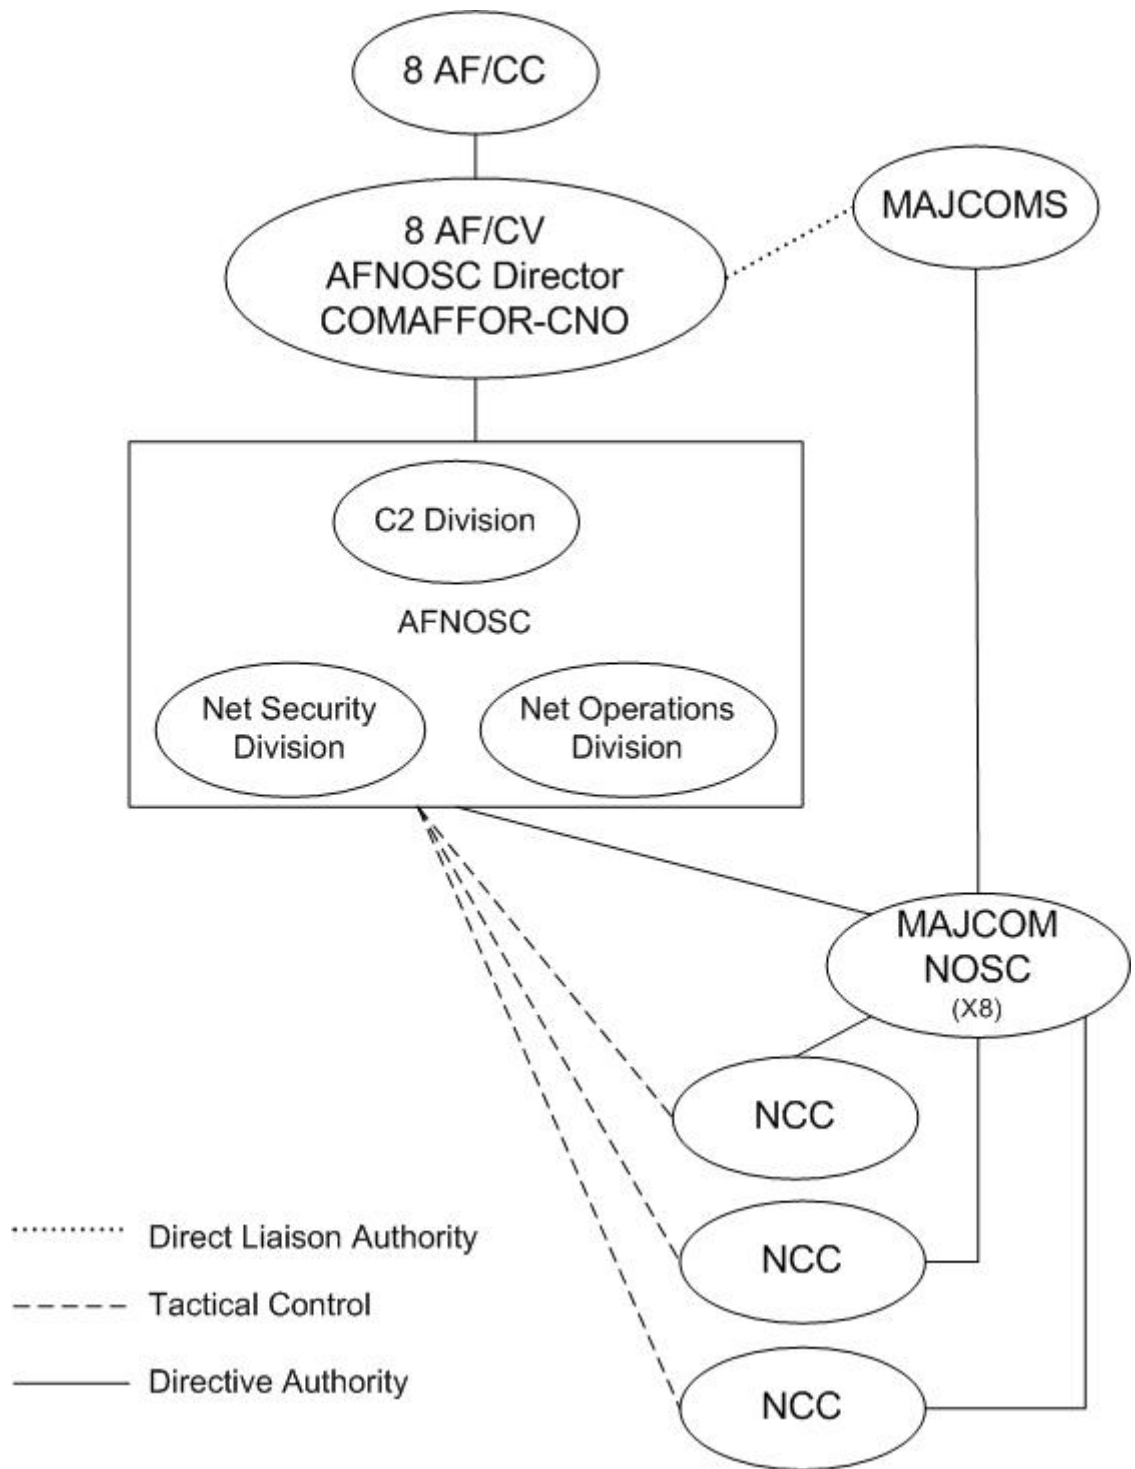 8 AF/CC
MAJCOMS
8 AF/CV
AFNOSC Director
COMAFFOR-CNO
C2 Division
AFNOSC
Net Security
Division
Net Operations
Division
MAJCOM
NOSC
(X8)
NCC
NCC
NCC
Direct Liaison Authority
Tactical Control
Directive Authority